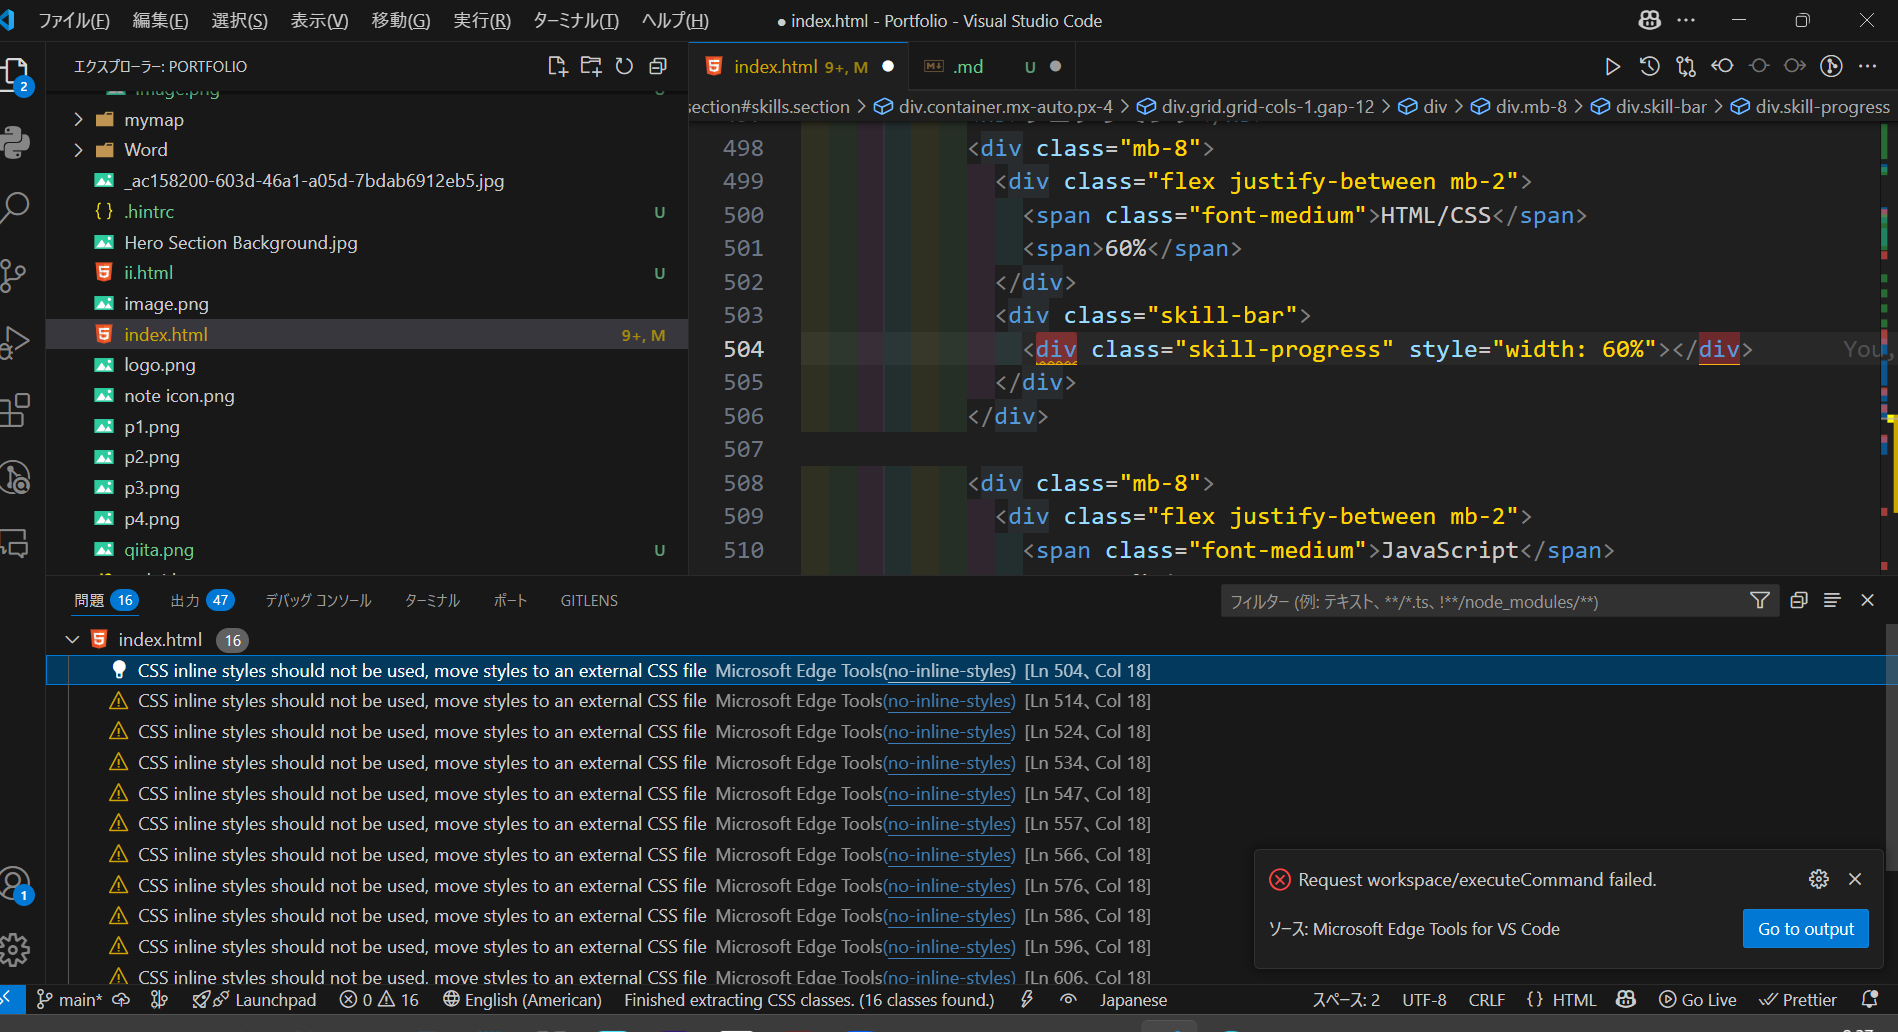 ファイル(F) 編集(E) 選択(S) 表示(V) 移動(G) 実行(R) ターミナル(T) ヘルプ(H) ● index.html - Portfolio - Visual Studio Code
エクスプローラー: PORTFOLIO
image.png
mymap
Word
_ac158200-603d-46a1-a05d-7bdab6912eb5.jpg
{} .hintrc U
Hero Section Background.jpg
ii.html U
image.png
index.html 9+, M
logo.png
note icon.png
p1.png
p2.png
p3.png
p4.png
qiita.png U
2
1
index.html 9+, M ● .md U ●
section#skills.section > div.container.mx-auto.px-4 > div.grid.grid-cols-1.gap-12 > div > div.mb-8 > div.skill-bar > div.skill-progress
498 <div class="mb-8">
499 <div class="flex justify-between mb-2">
500 <span class="font-medium">HTML/CSS</span>
501 <span>60%</span>
502 </div>
503 <div class="skill-bar">
504 <div class="skill-progress" style="width: 60%"></div> You,
505 </div>
506 </div>
507
508 <div class="mb-8">
509 <div class="flex justify-between mb-2">
510 <span class="font-medium">JavaScript</span>
問題 16 出力 47 デバッグ コンソール ターミナル ポート GITLENS フィルター (例: テキスト、**/*.ts、!**/node_modules/**)
index.html 16
CSS inline styles should not be used, move styles to an external CSS file Microsoft Edge Tools(no-inline-styles) [Ln 504、Col 18]
CSS inline styles should not be used, move styles to an external CSS file Microsoft Edge Tools(no-inline-styles) [Ln 514、Col 18]
CSS inline styles should not be used, move styles to an external CSS file Microsoft Edge Tools(no-inline-styles) [Ln 524、Col 18]
CSS inline styles should not be used, move styles to an external CSS file Microsoft Edge Tools(no-inline-styles) [Ln 534、Col 18]
CSS inline styles should not be used, move styles to an external CSS file Microsoft Edge Tools(no-inline-styles) [Ln 547、Col 18]
CSS inline styles should not be used, move styles to an external CSS file Microsoft Edge Tools(no-inline-styles) [Ln 557、Col 18]
CSS inline styles should not be used, move styles to an external CSS file Microsoft Edge Tools(no-inline-styles) [Ln 566、Col 18]
CSS inline styles should not be used, move styles to an external CSS file Microsoft Edge Tools(no-inline-styles) [Ln 576、Col 18]
CSS inline styles should not be used, move styles to an external CSS file Microsoft Edge Tools(no-inline-styles) [Ln 586、Col 18]
CSS inline styles should not be used, move styles to an external CSS file Microsoft Edge Tools(no-inline-styles) [Ln 596、Col 18]
CSS inline styles should not be used, move styles to an external CSS file Microsoft Edge Tools(no-inline-styles) [Ln 606、Col 18]
Request workspace/executeCommand failed.
ソース: Microsoft Edge Tools for VS Code
Go to output
main* Launchpad 0 16 English (American) Finished extracting CSS classes. (16 classes found.) Japanese スペース: 2 UTF-8 CRLF {} HTML Go Live Prettier